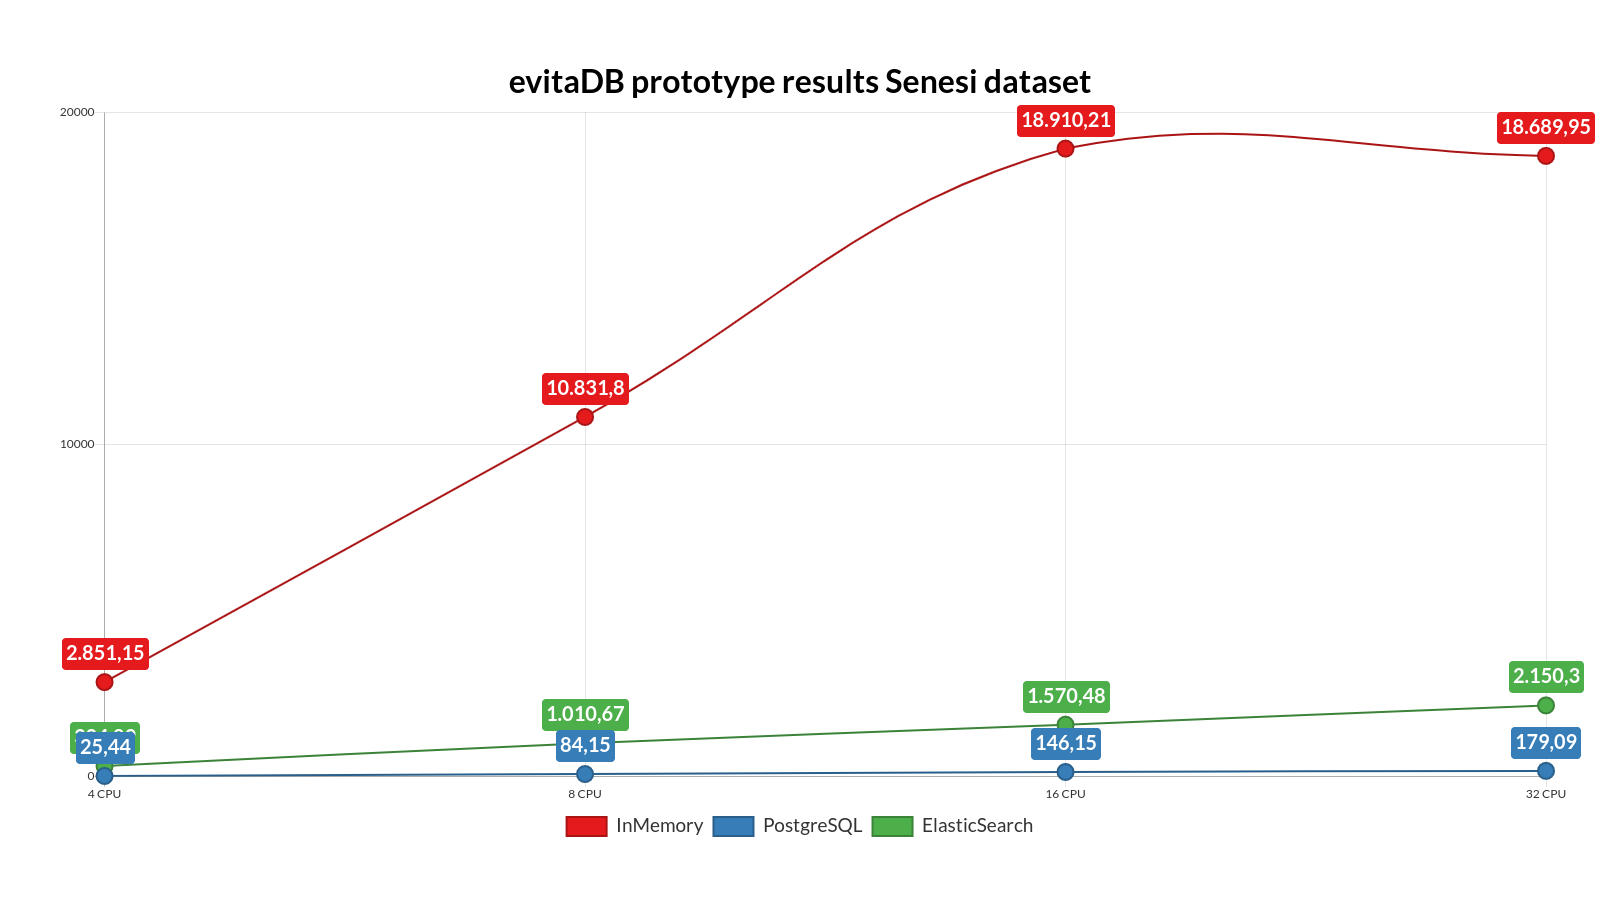 evitaDB prototype results Senesi dataset
20000
18.910,21
18.689,95
10.831,8
10000
2.851,15
2.150,3
1.570,48
1.010,67
25,44
84,15
146,15
179,09
0
4 CPU
8 CPU
16 CPU
32 CPU
InMemory
PostgreSQL
ElasticSearch